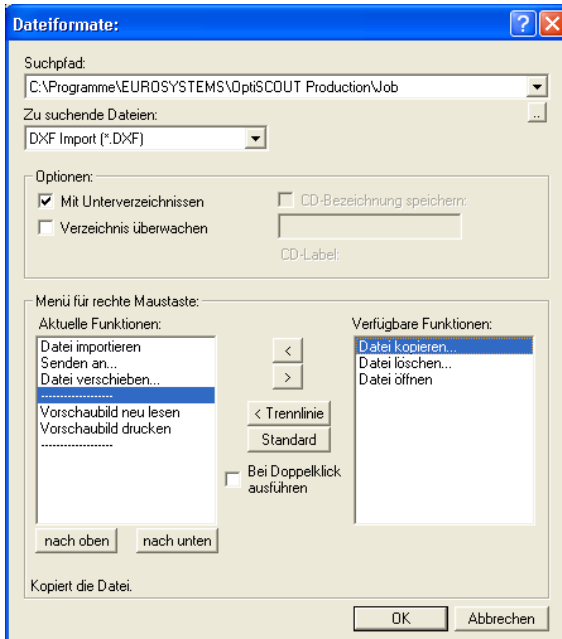 Dateiformate:
Suchpfad:
C:\Programme\EUROSYSTEMS\OptiSCOUT Production\Job
..
Zu suchende Dateien:
DXF Import (*.DXF)
Optionen:
Mit Unterverzeichnissen
CD-Bezeichnung speichern:
Verzeichnis überwachen
CD-Label:
Menü für rechte Maustaste:
Aktuelle Funktionen:
Verfügbare Funktionen:
Datei importieren
Senden an...
Datei verschieben...
------------------
Vorschaubild neu lesen
Vorschaubild drucken
------------------
<
>
< Trennlinie
Standard
Bei Doppelklick
ausführen
Datei kopieren...
Datei löschen...
Datei öffnen
nach oben
nach unten
Kopiert die Datei.
OK
Abbrechen